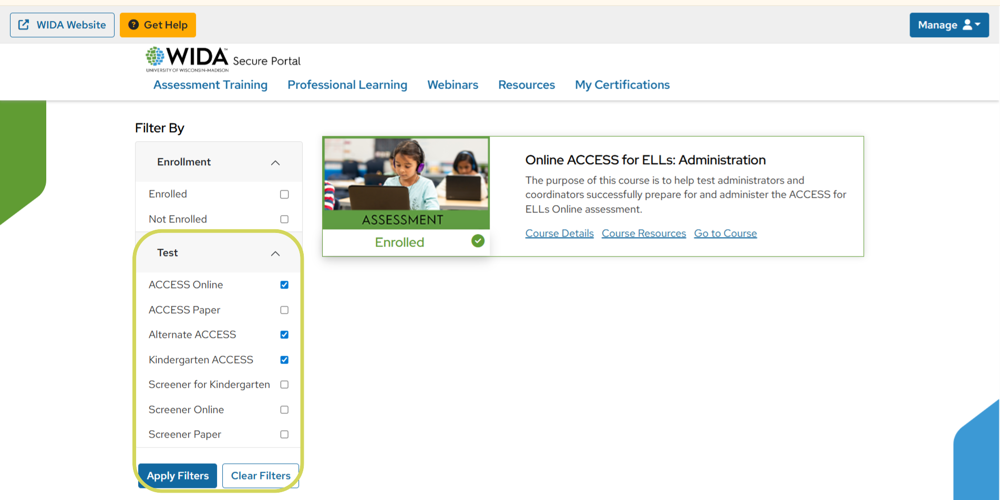 WIDA Website
Get Help
Manage
WIDA™ Secure Portal
UNIVERSITY OF WISCONSIN–MADISON
Assessment Training Professional Learning Webinars Resources My Certifications
Filter By
Enrollment
Enrolled
Not Enrolled
Test
ACCESS Online
ACCESS Paper
Alternate ACCESS
Kindergarten ACCESS
Screener for Kindergarten
Screener Online
Screener Paper
Apply Filters
Clear Filters
ASSESSMENT
Enrolled
Online ACCESS for ELLs: Administration
The purpose of this course is to help test administrators and
coordinators successfully prepare for and administer the ACCESS for
ELLs Online assessment.
Course Details Course Resources Go to Course